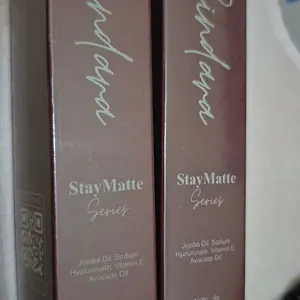 StayMatte
Series
Jojoba Oil, Sodium
Hyaluronate, Vitamin-E
Avocado Oil
StayMatte
Series
Jojoba Oil, Sodium
Hyaluronate, Vitamin-E
Avocado Oil